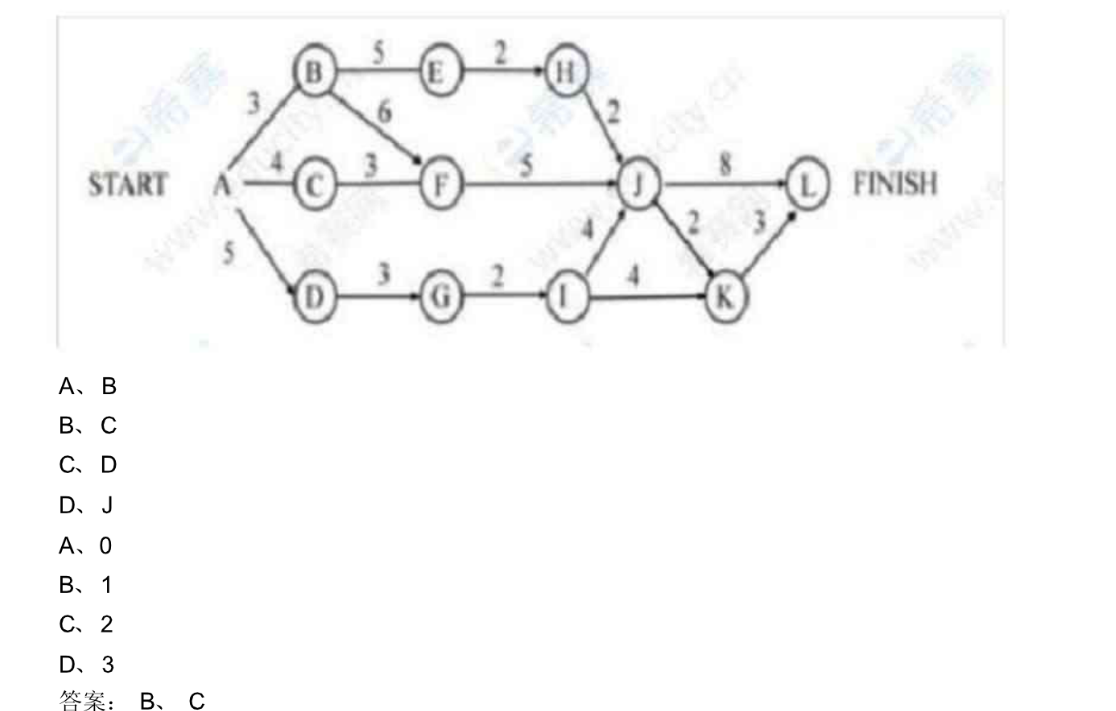 5 2
B E H
3 6 2
START A 4 C 3 F 5 J 8 L FINISH
5 3 2 4 4 2 3
D G I K
A、 B
B、 C
C、 D
D、 J
A、0
B、 1
C、 2
D、 3
答案： B、 C